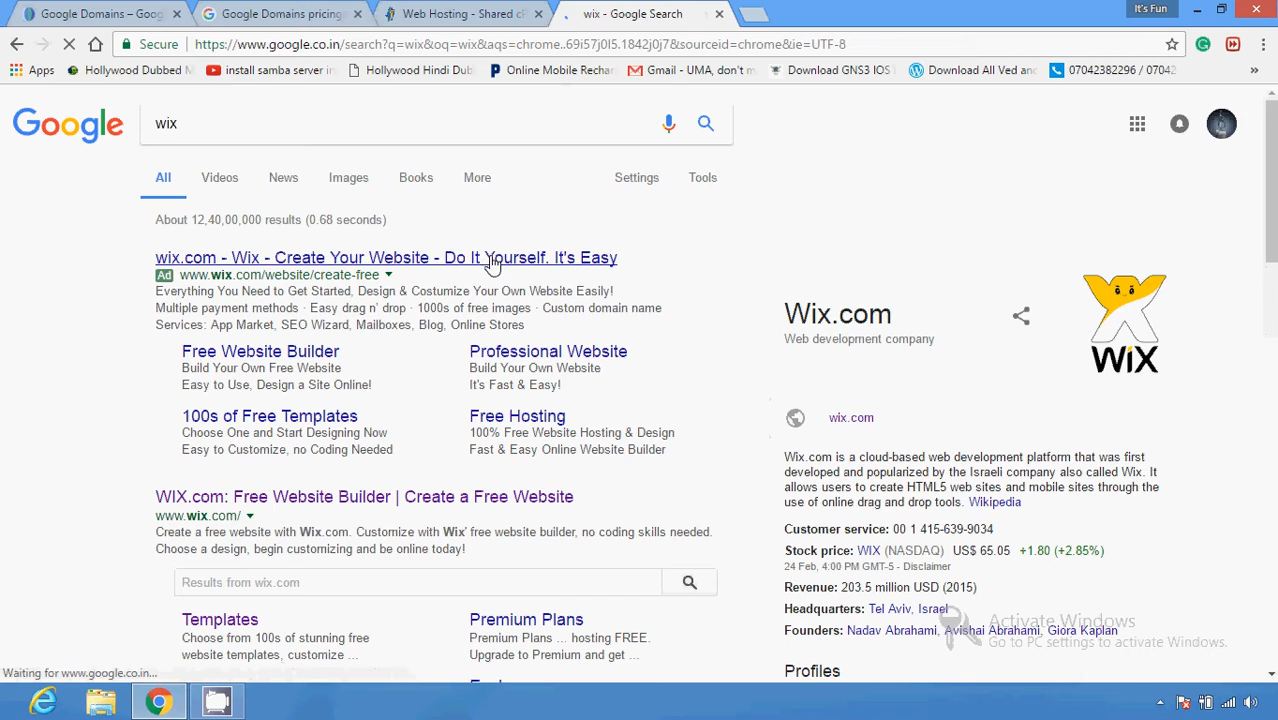 Google Domains – Goog
Google Domains pricing
Web Hosting - Shared cP
wix - Google Search
It's Fun
Secure
https://www.google.co.in/search?q=wix&oq=wix&aqs=chrome..69i57j0l5.1842j0j7&sourceid=chrome&ie=UTF-8
Apps
Hollywood Dubbed M
install samba server in
Hollywood Hindi Dub
Online Mobile Rechar
Gmail - UMA, don't m
Download GNS3 IOS
Download All Ved and
07042382296 / 07042
Google
wix
All
Videos
News
Images
Books
More
Settings
Tools
About 12,40,00,000 results (0.68 seconds)
wix.com - Wix - Create Your Website - Do It Yourself. It's Easy
Ad www.wix.com/website/create-free
Everything You Need to Get Started, Design & Costumize Your Own Website Easily!
Multiple payment methods · Easy drag n' drop · 1000s of free images · Custom domain name
Services: App Market, SEO Wizard, Mailboxes, Blog, Online Stores
Free Website Builder
Build Your Own Free Website
Easy to Use, Design a Site Online!
Professional Website
Build Your Own Website
It's Fast & Easy!
100s of Free Templates
Choose One and Start Designing Now
Easy to Customize, no Coding Needed
Free Hosting
100% Free Website Hosting & Design
Fast & Easy Online Website Builder
WIX.com: Free Website Builder | Create a Free Website
www.wix.com/
Create a free website with Wix.com. Customize with Wix' free website builder, no coding skills needed.
Choose a design, begin customizing and be online today!
Results from wix.com
Templates
Choose from 100s of stunning free
website templates, customize ...
Premium Plans
Premium Plans ... hosting FREE.
Upgrade to Premium and get ...
Wix.com
Web development company
WiX
wix.com
Wix.com is a cloud-based web development platform that was first
developed and popularized by the Israeli company also called Wix. It
allows users to create HTML5 web sites and mobile sites through the
use of online drag and drop tools. Wikipedia
Customer service: 00 1 415-639-9034
Stock price: WIX (NASDAQ) US$ 65.05 +1.80 (+2.85%)
24 Feb, 4:00 PM GMT-5 - Disclaimer
Revenue: 203.5 million USD (2015)
Headquarters: Tel Aviv, Israel
Founders: Nadav Abrahami, Avishai Abrahami, Giora Kaplan
Profiles
Activate Windows
Go to PC settings to activate Windows.
Waiting for www.google.co.in...